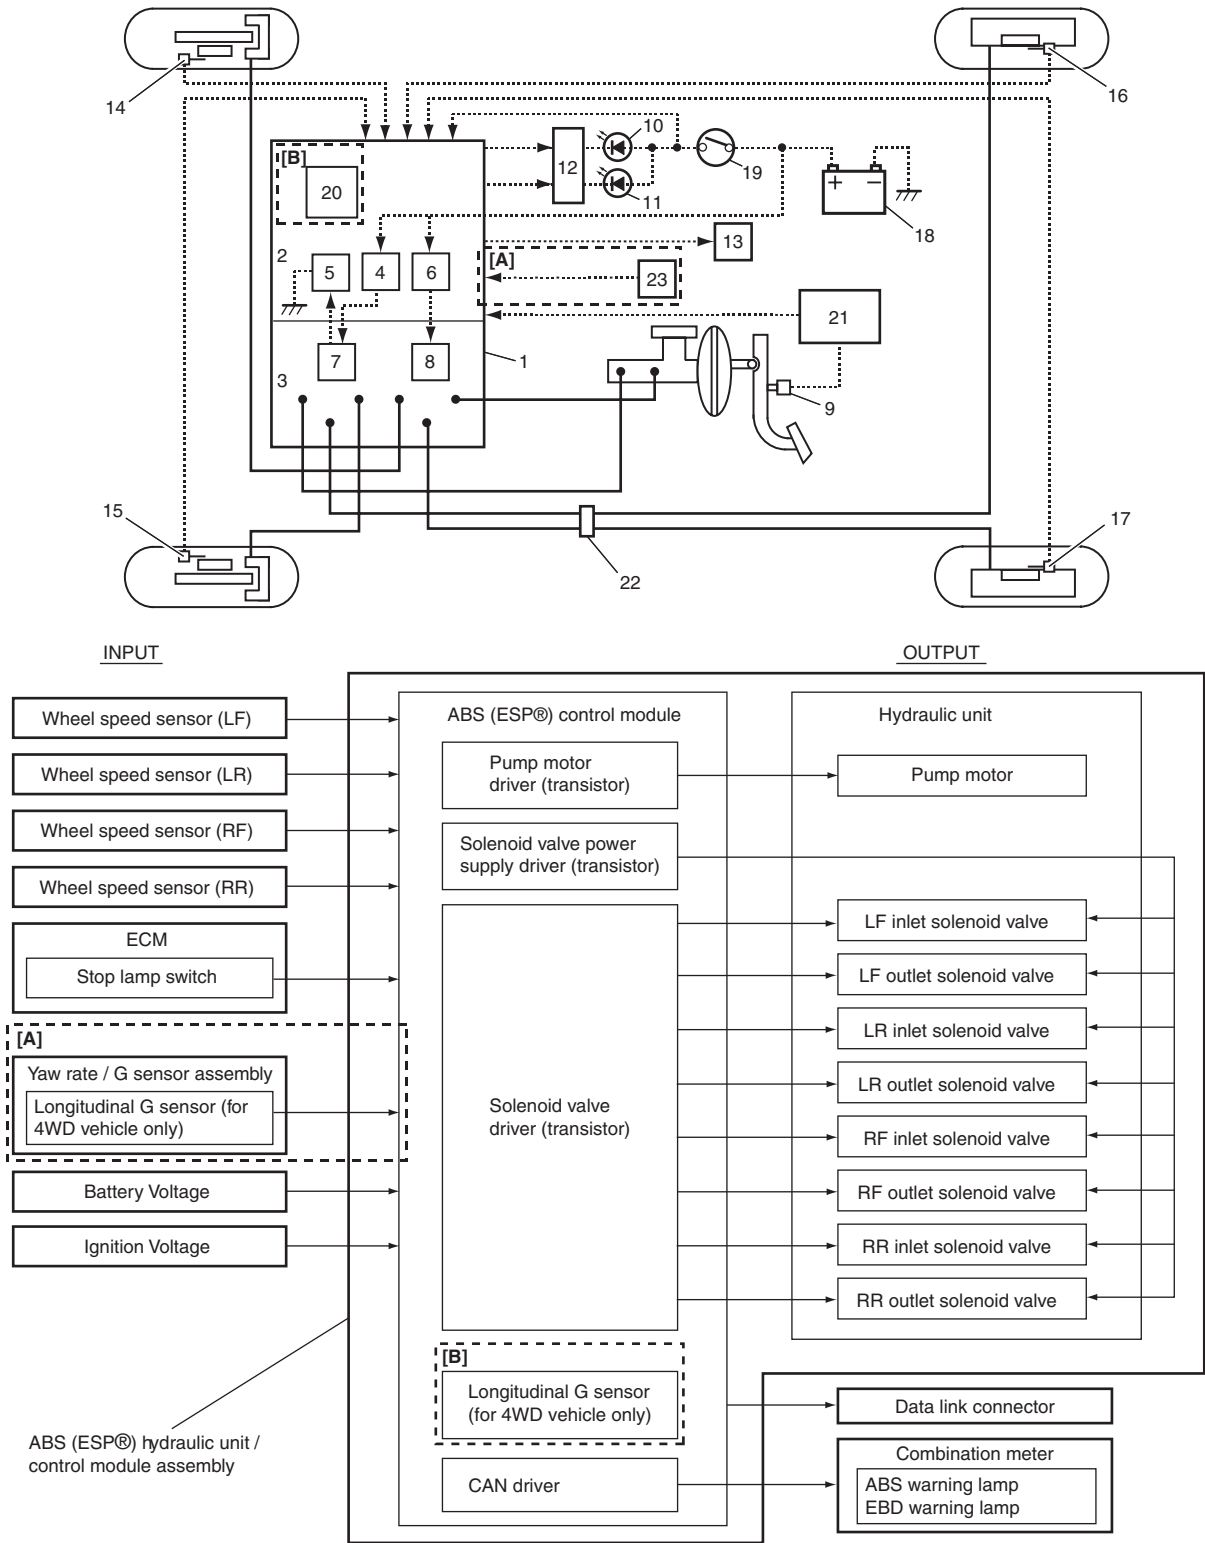 14
16
10
[B]
12
19
20
+
−
11
18
2
13
[A]
5
4
6
23
21
7
8
1
3
9
15
17
22
INPUT
OUTPUT
Wheel speed sensor (LF)
ABS (ESP®) control module
Hydraulic unit
Pump motor
driver (transistor)
Pump motor
Wheel speed sensor (LR)
Wheel speed sensor (RF)
Solenoid valve power
supply driver (transistor)
Wheel speed sensor (RR)
LF inlet solenoid valve
ECM
Stop lamp switch
LF outlet solenoid valve
[A]
LR inlet solenoid valve
Yaw rate / G sensor assembly
Longitudinal G sensor (for
4WD vehicle only)
LR outlet solenoid valve
Solenoid valve
driver (transistor)
RF inlet solenoid valve
Battery Voltage
RF outlet solenoid valve
Ignition Voltage
RR inlet solenoid valve
RR outlet solenoid valve
[B]
Longitudinal G sensor
(for 4WD vehicle only)
Data link connector
ABS (ESP®) hydraulic unit /
control module assembly
CAN driver
Combination meter
ABS warning lamp
EBD warning lamp